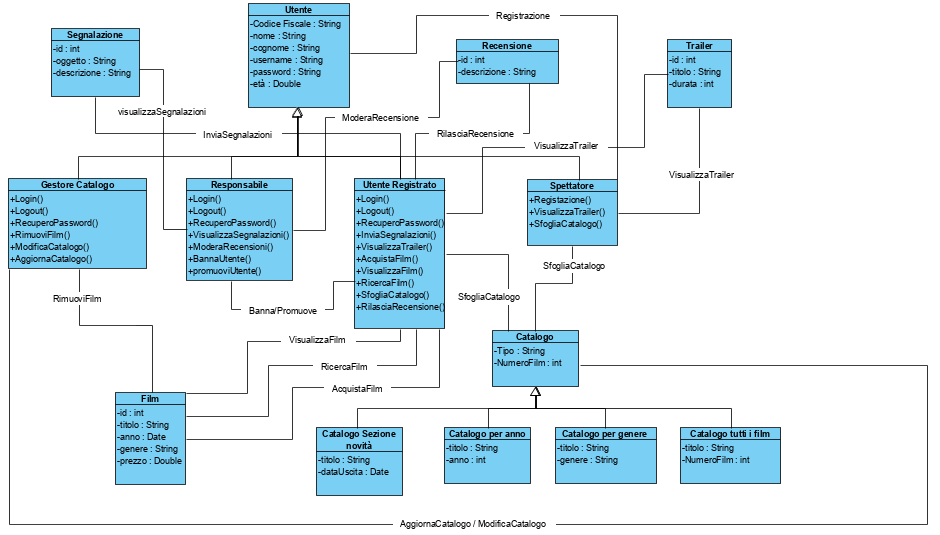 Utente
-Codice Fiscale : String
-nome : String
-cognome : String
-username : String
-password : String
-età : Double
Registrazione
Segnalazione
-id : int
-oggetto : String
-descrizione : String
Recensione
-id : int
-descrizione : String
Trailer
-id : int
-titolo : String
-durata : int
visualizzaSegnalazioni
ModeraRecensione
InviaSegnalazioni
RilasciaRecensione
VisualizzaTrailer
VisualizzaTrailer
Gestore Catalogo
+Login()
+Logout()
+RecuperoPassword()
+RimuoviFilm()
+ModificaCatalogo()
+AggiornaCatalogo()
Responsabile
+Login()
+Logout()
+RecuperoPassword()
+VisualizzaSegnalazioni()
+ModeraRecensioni()
+BannaUtente()
+promuoviUtente()
Utente Registrato
+Login()
+Logout()
+RecuperoPassword()
+InviaSegnalazioni()
+VisualizzaTrailer()
+AcquistaFilm()
+VisualizzaFilm()
+RicercaFilm()
+SfogliaCatalogo()
+RilasciaRecensione()
Spettatore
+Registazione()
+VisualizzaTrailer()
+SfogliaCatalogo()
SfogliaCatalogo
RimuoviFilm
SfogliaCatalogo
Banna/Promuove
VisualizzaFilm
RicercaFilm
AcquistaFilm
Catalogo
-Tipo : String
-NumeroFilm : int
Film
-id : int
-titolo : String
-anno : Date
-genere : String
-prezzo : Double
Catalogo Sezione
novità
-titolo : String
-dataUscita : Date
Catalogo per anno
-titolo : String
-anno : int
Catalogo per genere
-titolo : String
-genere : String
Catalogo tutti i film
-titolo : String
-NumeroFilm : int
AggiornaCatalogo / ModificaCatalogo